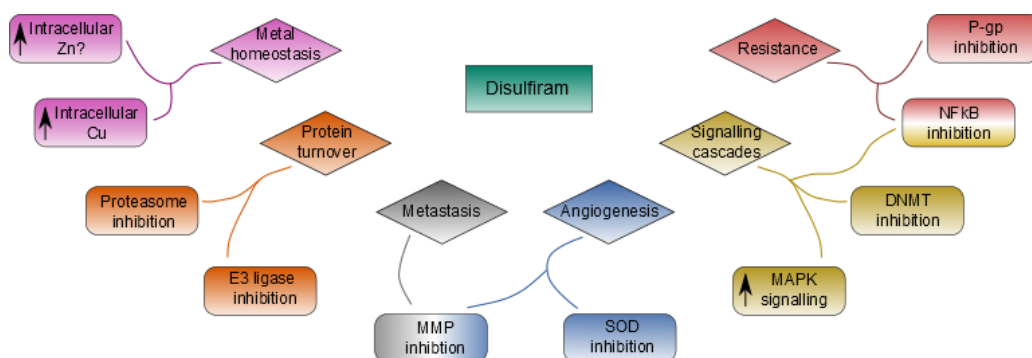 Intracellular
Zn?
Metal
homeostasis
Intracellular
Cu
Protein
turnover
Proteasome
inhibition
E3 ligase
inhibition
Disulfiram
Metastasis
Angiogenesis
MMP
inhibtion
SOD
inhibition
Resistance
P-gp
inhibition
NFkB
inhibition
Signalling
cascades
DNMT
inhibition
MAPK
signalling